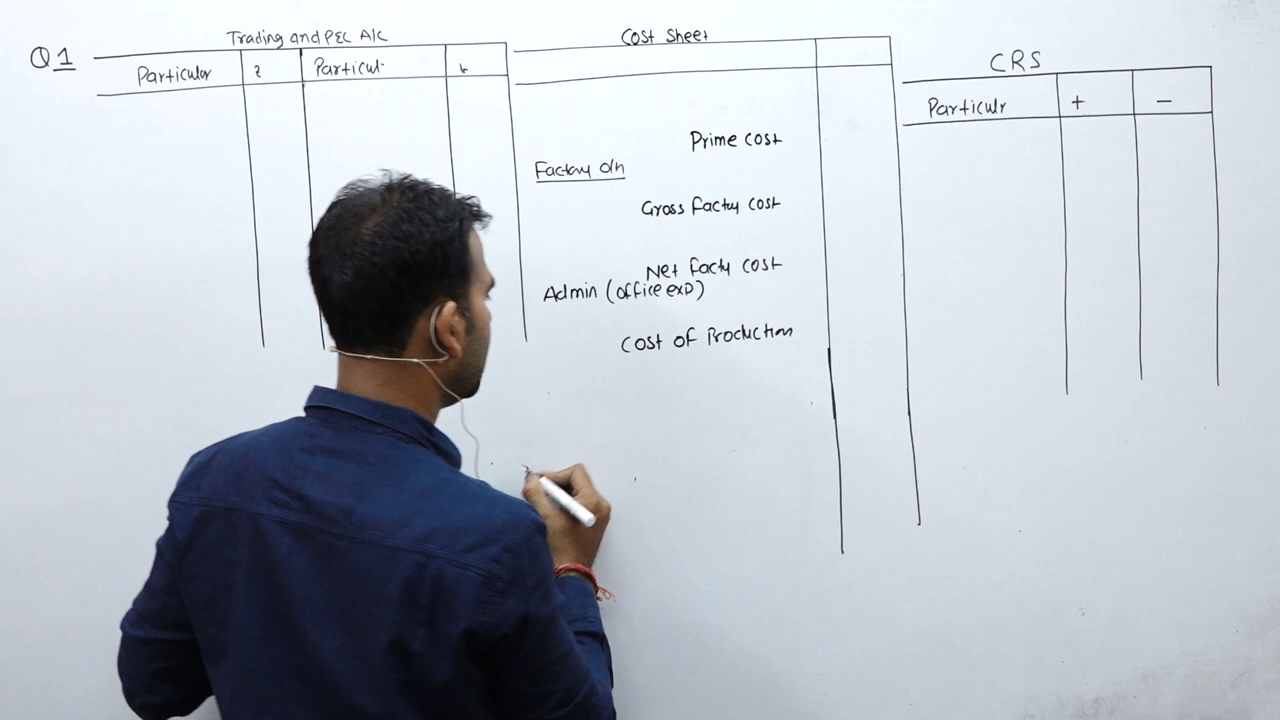 Q1
Trading and P&L A/c
Particular ₹ Particul.
Cost Sheet
Prime cost
Factory o/h
Gross factry cost
Net facty cost
Admin (office exp)
Cost of Production
CRS
Particulr + −